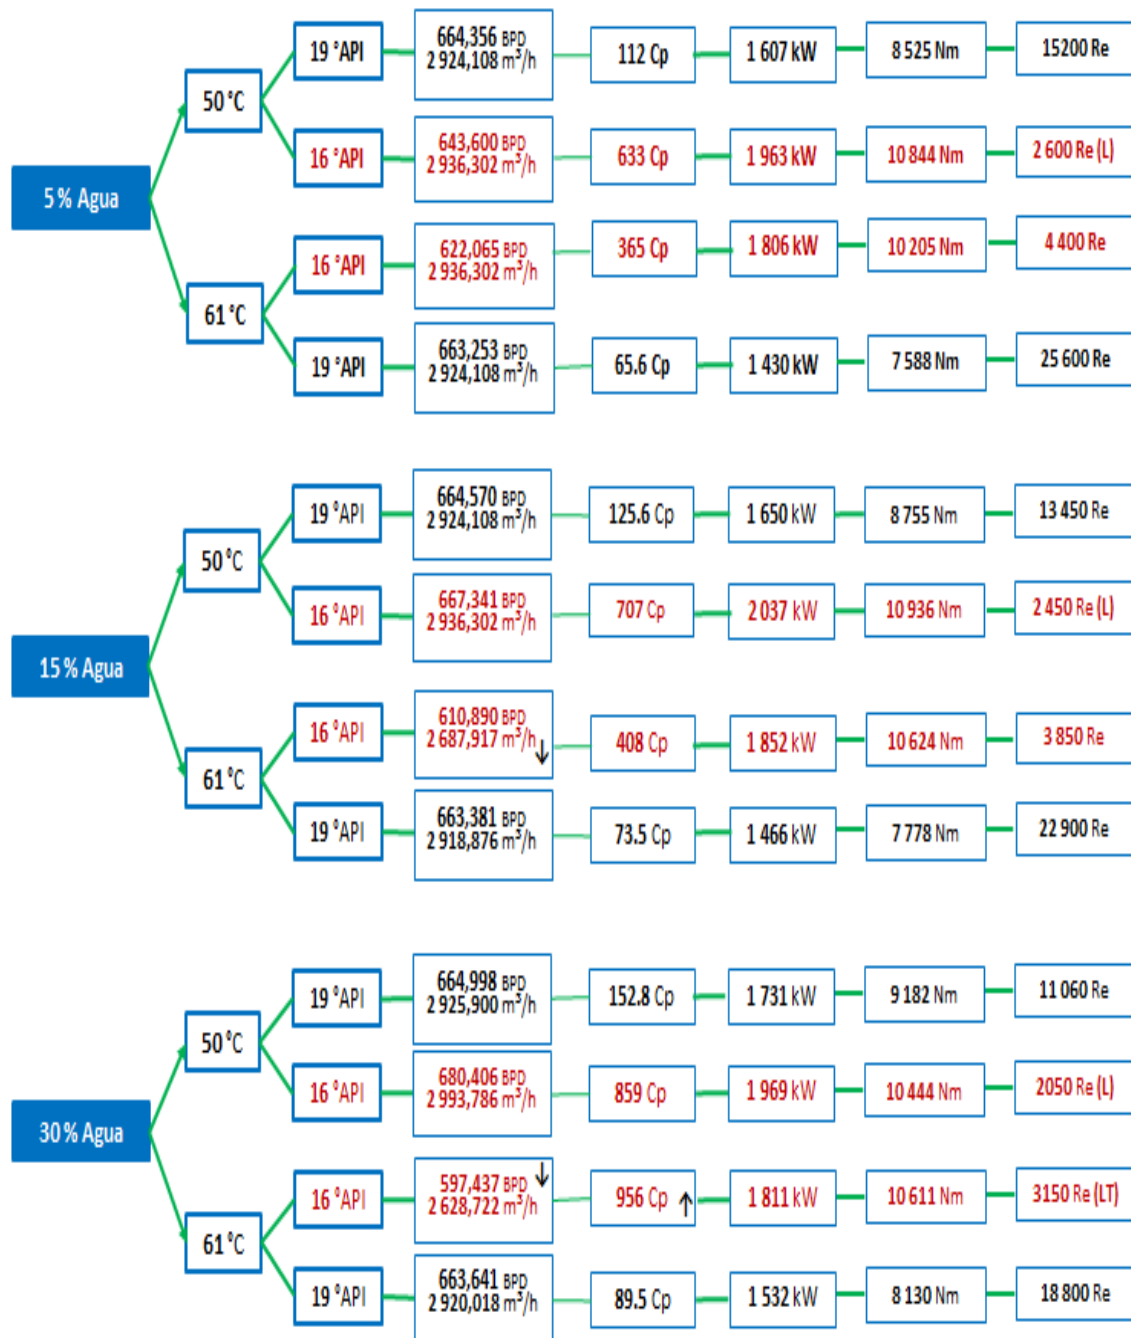 5 % Agua
50 °C
19 °API
664,356 BPD
2 924,108 m³/h
112 Cp
1 607 kW
8 525 Nm
15200 Re
16 °API
643,600 BPD
2 936,302 m³/h
633 Cp
1 963 kW
10 844 Nm
2 600 Re (L)
61 °C
16 °API
622,065 BPD
2 936,302 m³/h
365 Cp
1 806 kW
10 205 Nm
4 400 Re
19 °API
663,253 BPD
2 924,108 m³/h
65.6 Cp
1 430 kW
7 588 Nm
25 600 Re
15 % Agua
50 °C
19 °API
664,570 BPD
2 924,108 m³/h
125.6 Cp
1 650 kW
8 755 Nm
13 450 Re
16 °API
667,341 BPD
2 936,302 m³/h
707 Cp
2 037 kW
10 936 Nm
2 450 Re (L)
61 °C
16 °API
610,890 BPD
2 687,917 m³/h ↓
408 Cp
1 852 kW
10 624 Nm
3 850 Re
19 °API
663,381 BPD
2 918,876 m³/h
73.5 Cp
1 466 kW
7 778 Nm
22 900 Re
30 % Agua
50 °C
19 °API
664,998 BPD
2 925,900 m³/h
152.8 Cp
1 731 kW
9 182 Nm
11 060 Re
16 °API
680,406 BPD
2 993,786 m³/h
859 Cp
1 969 kW
10 444 Nm
2050 Re (L)
61 °C
16 °API
597,437 BPD ↓
2 628,722 m³/h
956 Cp ↑
1 811 kW
10 611 Nm
3150 Re (LT)
19 °API
663,641 BPD
2 920,018 m³/h
89.5 Cp
1 532 kW
8 130 Nm
18 800 Re